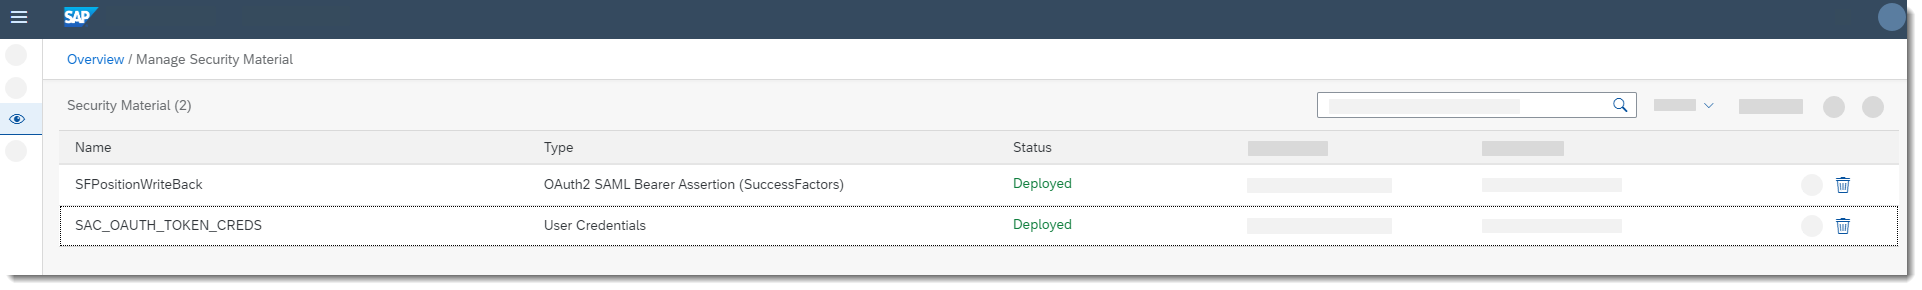 SAP
Overview / Manage Security Material
Security Material (2)
Name Type Status
SFPositionWriteBack OAuth2 SAML Bearer Assertion (SuccessFactors) Deployed
SAC_OAUTH_TOKEN_CREDS User Credentials Deployed